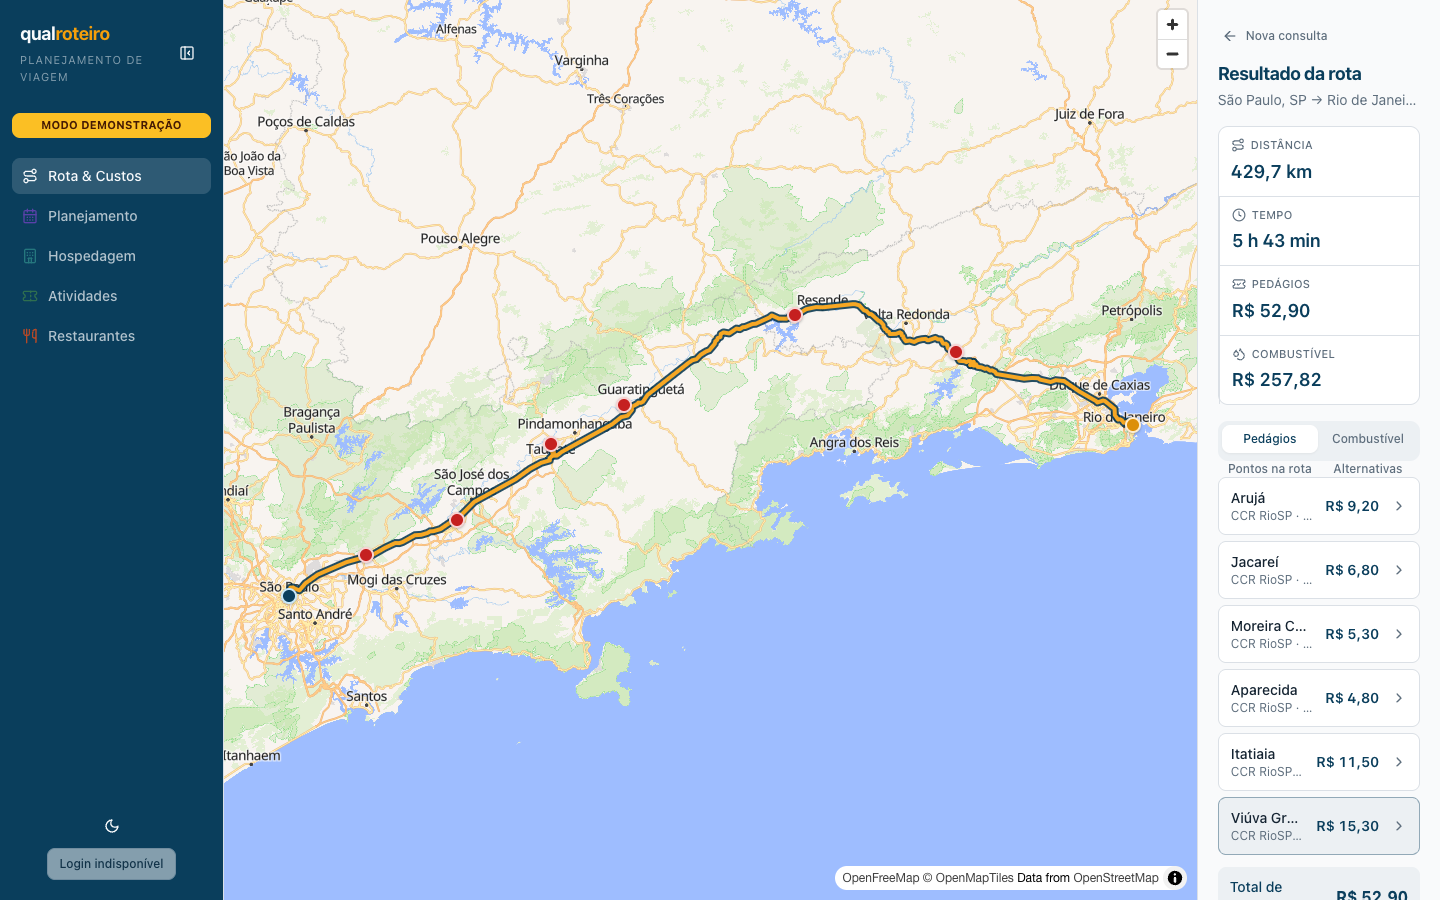 qualroteiro
PLANEJAMENTO DE
VIAGEM
MODO DEMONSTRAÇÃO
Rota & Custos
Planejamento
Hospedagem
Atividades
Restaurantes
Login indisponível
Alfenas
Varginha
Três Corações
Poços de Caldas
Juiz de Fora
ão João da
Boa Vista
Pouso Alegre
Resende
lta Redonda
Petrópolis
Guaratinguetá
Duque de Caxias
Bragança
Paulista
Pindamonhangaba
Rio de Janeiro
Angra dos Reis
São José dos
Campo
ndiaí
Mogi das Cruzes
São Paulo
Santo André
Santos
Itanhaem
OpenFreeMap © OpenMapTiles Data from OpenStreetMap
Nova consulta
Resultado da rota
São Paulo, SP → Rio de Janei...
DISTÂNCIA
429,7 km
TEMPO
5 h 43 min
PEDÁGIOS
R$ 52,90
COMBUSTÍVEL
R$ 257,82
Pedágios Combustível
Pontos na rota Alternativas
Arujá
CCR RioSP · ...
R$ 9,20
Jacareí
CCR RioSP · ...
R$ 6,80
Moreira C...
CCR RioSP · ...
R$ 5,30
Aparecida
CCR RioSP · ...
R$ 4,80
Itatiaia
CCR RioSP...
R$ 11,50
Viúva Gr...
CCR RioSP...
R$ 15,30
Total de
R$ 52,90